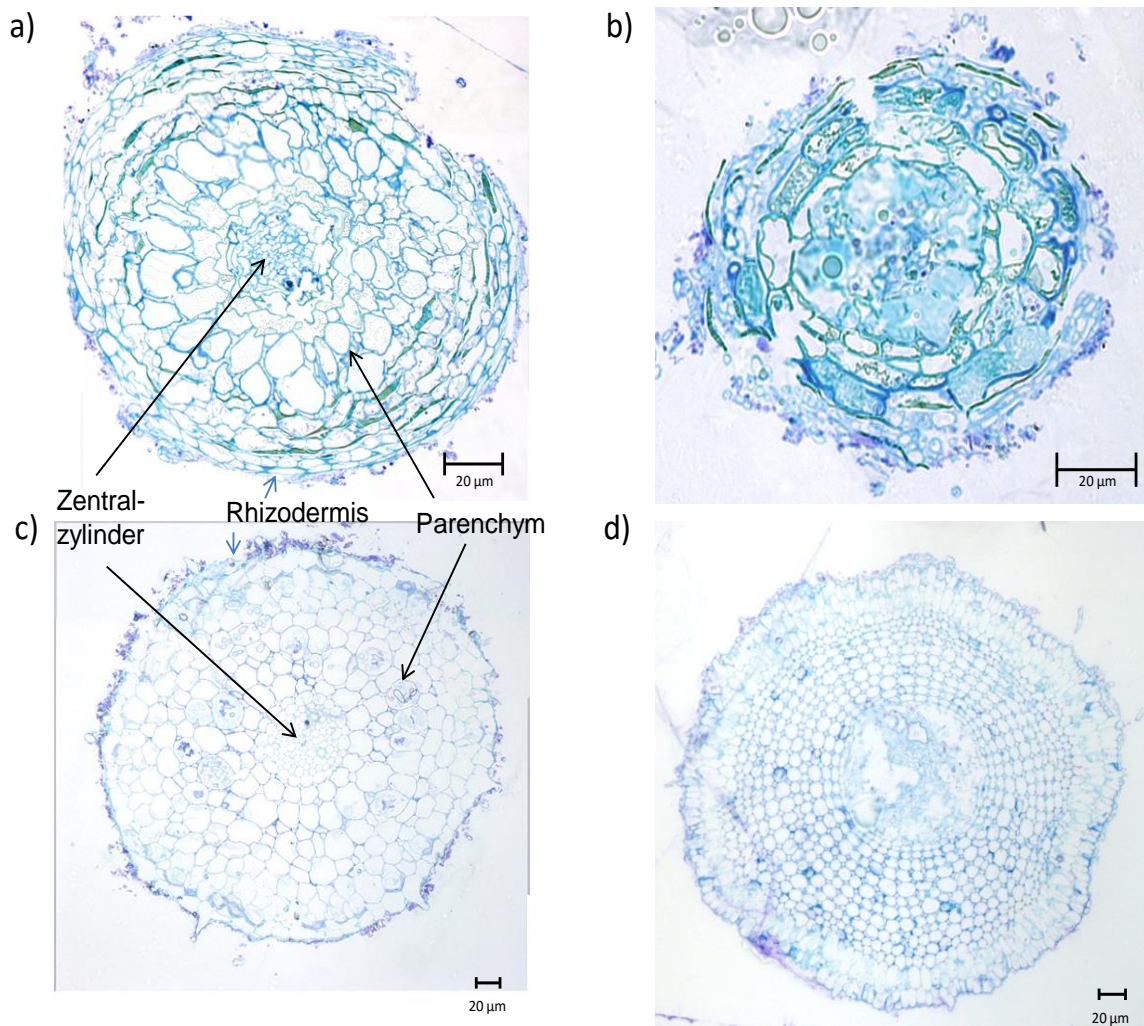 a)
b)
20 µm
20 µm
Zentral-
zylinder
Rhizodermis
Parenchym
c)
d)
20 µm
20 µm